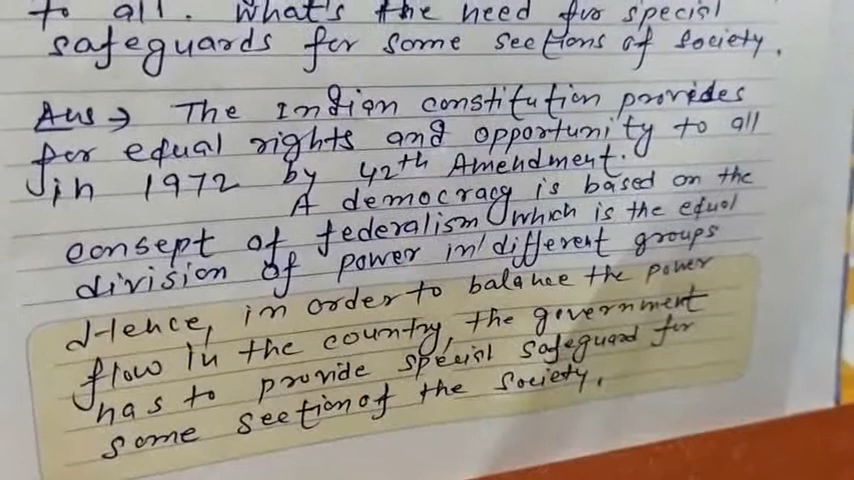 to all. What's the need for special
safeguards for some sections of society.
Ans → The Indian constitution provides
for equal rights and opportunity to all
in 1972 by 42th Amendment.
A democracy is based on the
consept of federalism which is the equal
division of power in different groups
Hence, in order to balance the power
flow in the country, the government
has to provide special safeguard for
some section of the society.